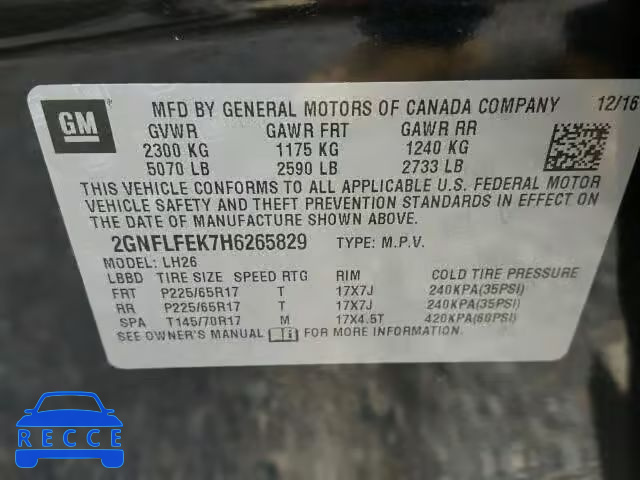 GM
MFD BY GENERAL MOTORS OF CANADA COMPANY 12/16
GVWR GAWR FRT GAWR RR
2300 KG 1175 KG 1240 KG
5070 LB 2590 LB 2733 LB
THIS VEHICLE CONFORMS TO ALL APPLICABLE U.S. FEDERAL MOTOR
VEHICLE SAFETY AND THEFT PREVENTION STANDARDS IN EFFECT ON
THE DATE OF MANUFACTURE SHOWN ABOVE.
2GNFLFEK7H6265829 TYPE: M.P.V.
MODEL: LH26
LBBD TIRE SIZE SPEED RTG RIM COLD TIRE PRESSURE
FRT P225/65R17 T 17X7J 240KPA(35PSI)
RR P225/65R17 T 17X7J 240KPA(35PSI)
SPA T145/70R17 M 17X4.5T 420KPA(60PSI)
SEE OWNER'S MANUAL FOR MORE INFORMATION.
RECCE